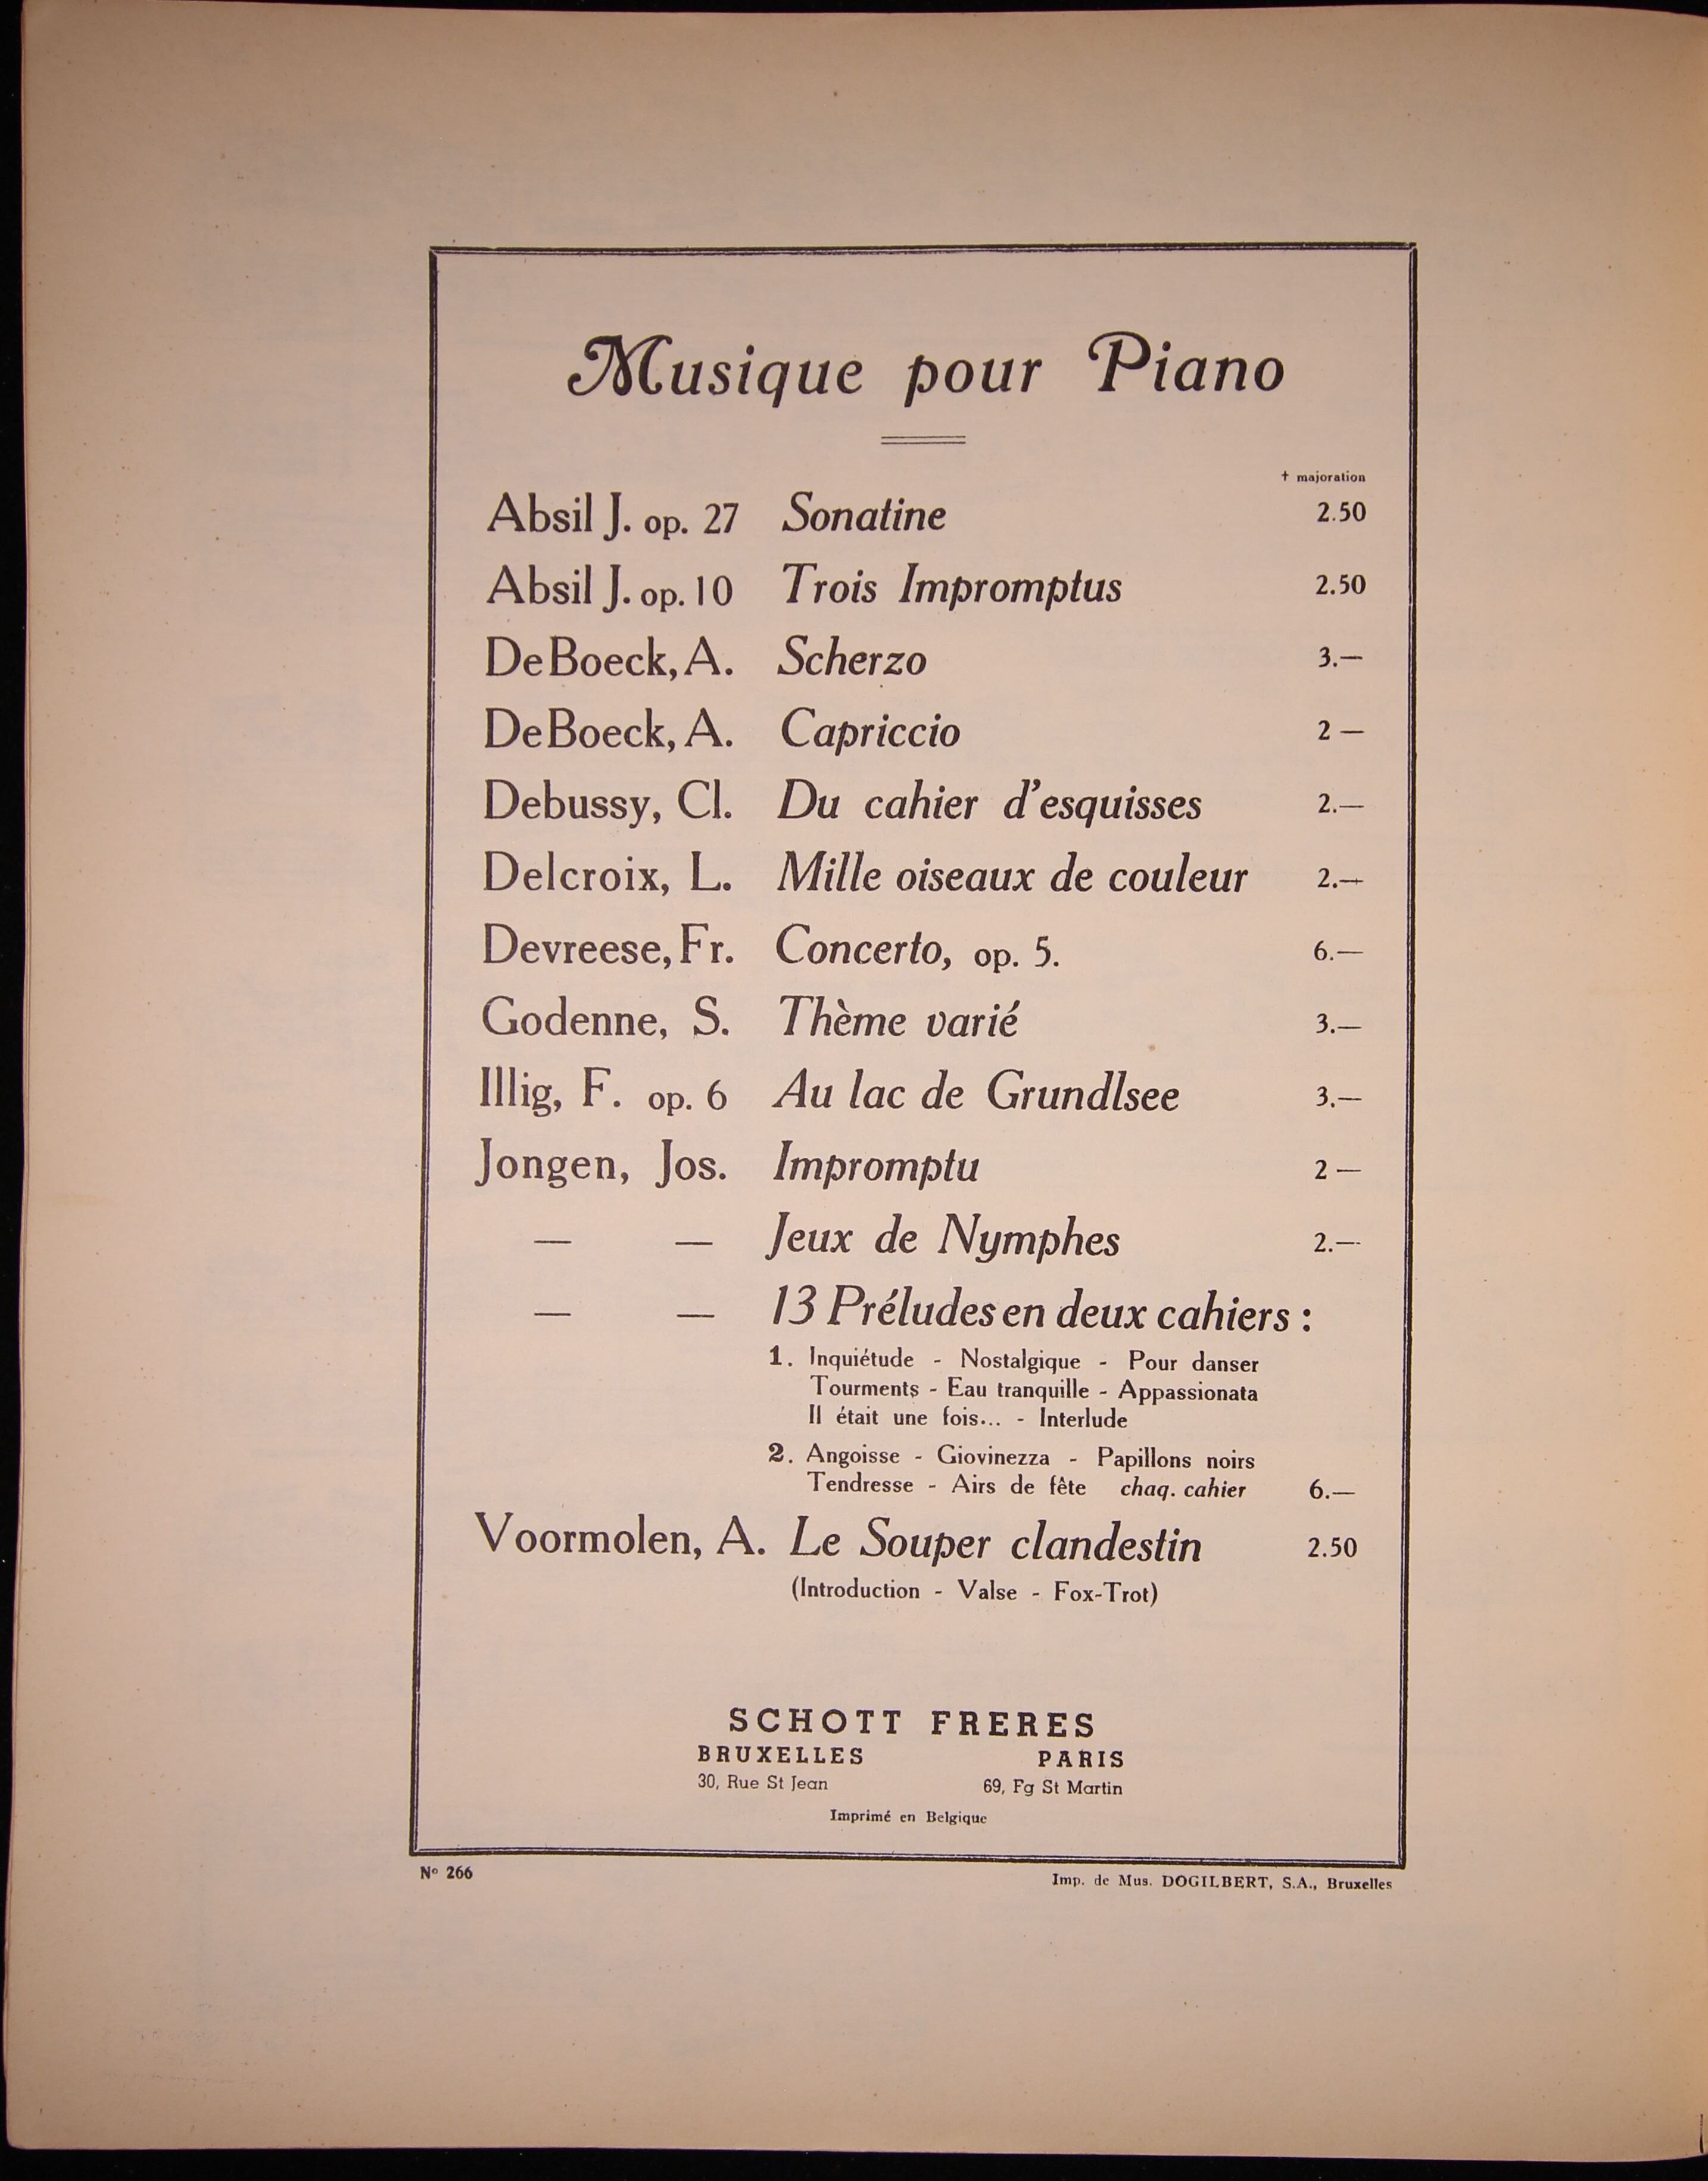 Musique pour Piano
† majoration
Absil J. op. 27 Sonatine 2.50
Absil J. op. 10 Trois Impromptus 2.50
De Boeck, A. Scherzo 3.—
De Boeck, A. Capriccio 2 —
Debussy, Cl. Du cahier d'esquisses 2.—
Delcroix, L. Mille oiseaux de couleur 2.—
Devreese, Fr. Concerto, op. 5. 6.—
Godenne, S. Thème varié 3.—
Illig, F. op. 6 Au lac de Grundlsee 3.—
Jongen, Jos. Impromptu 2 —
— — Jeux de Nymphes 2.—
— — 13 Préludes en deux cahiers :
1. Inquiétude - Nostalgique - Pour danser
Tourments - Eau tranquille - Appassionata
Il était une fois... - Interlude
2. Angoisse - Giovinezza - Papillons noirs
Tendresse - Airs de fête chaq. cahier 6.—
Voormolen, A. Le Souper clandestin 2.50
(Introduction - Valse - Fox-Trot)
SCHOTT FRERES
BRUXELLES PARIS
30, Rue St Jean 69, Fg St Martin
Imprimé en Belgique
Nº 266 Imp. de Mus. DOGILBERT, S.A., Bruxelles